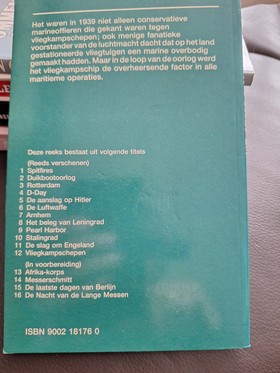 Het waren in 1939 niet alleen conservatieve
marineofficieren die gekant waren tegen
vliegkampschepen; ook menige fanatieke
voorstander van de luchtmacht dacht dat op het land
gestationeerde vliegtuigen een marine overbodig
gemaakt hadden. Maar in de loop van de oorlog werd
het vliegkampschip de overheersende factor in alle
maritieme operaties.
Deze reeks bestaat uit volgende titels
(Reeds verschenen)
1 Spitfires
2 Duikbootoorlog
3 Rotterdam
4 D-Day
5 De aanslag op Hitler
6 De Luftwaffe
7 Arnhem
8 Het beleg van Leningrad
9 Pearl Harbor
10 Stalingrad
11 De slag om Engeland
12 Vliegkampschepen
(In voorbereiding)
13 Afrika-korps
14 Messerschmitt
15 De laatste dagen van Berlijn
16 De Nacht van de Lange Messen
ISBN 9002 18176 0